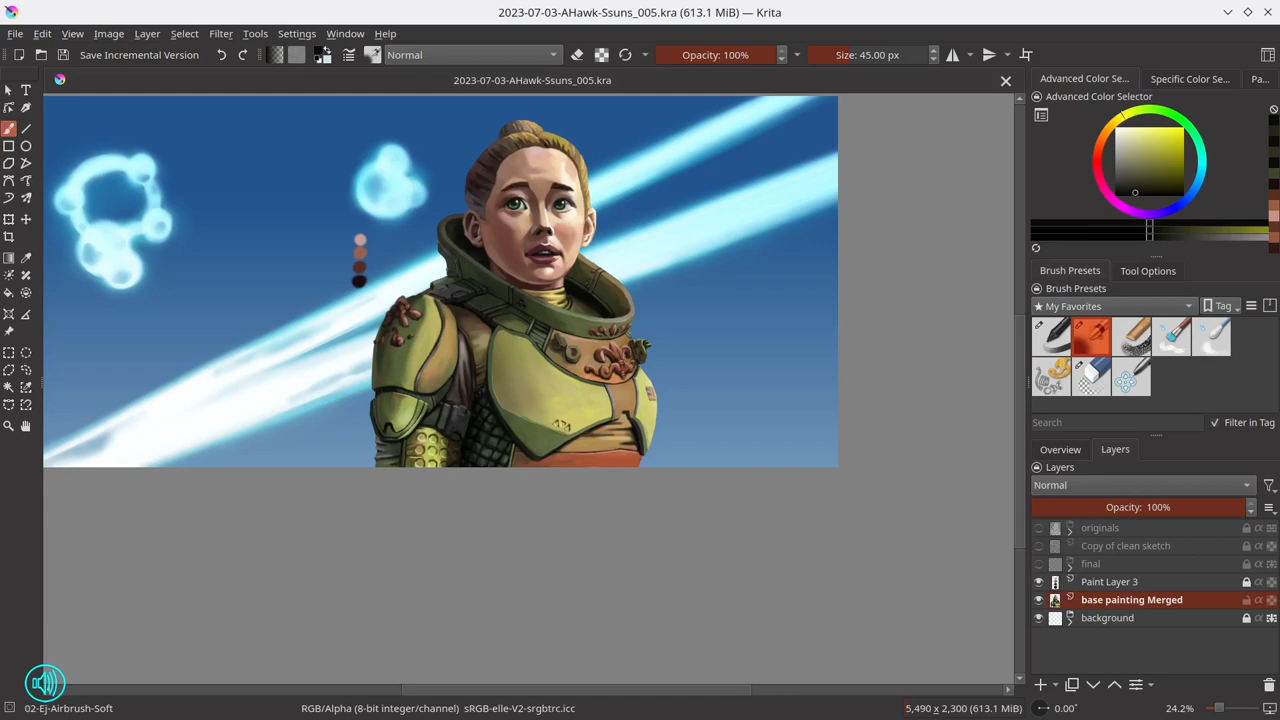 2023-07-03-AHawk-Ssuns_005.kra (613.1 MiB) — Krita
File Edit View Image Layer Select Filter Tools Settings Window Help
Save Incremental Version Normal Opacity: 100% Size: 45.00 px
2023-07-03-AHawk-Ssuns_005.kra
Advanced Color Se... Specific Color Se... Pa...
Advanced Color Selector
Brush Presets Tool Options
Brush Presets
My Favorites Tag
Search Filter in Tag
Overview Layers
Layers
Normal
Opacity: 100%
originals
Copy of clean sketch
final
Paint Layer 3
base painting Merged
background
02-Ej-Airbrush-Soft RGB/Alpha (8-bit integer/channel) sRGB-elle-V2-srgbtrc.icc 5,490 x 2,300 (613.1 MiB) 0.00° 24.2%